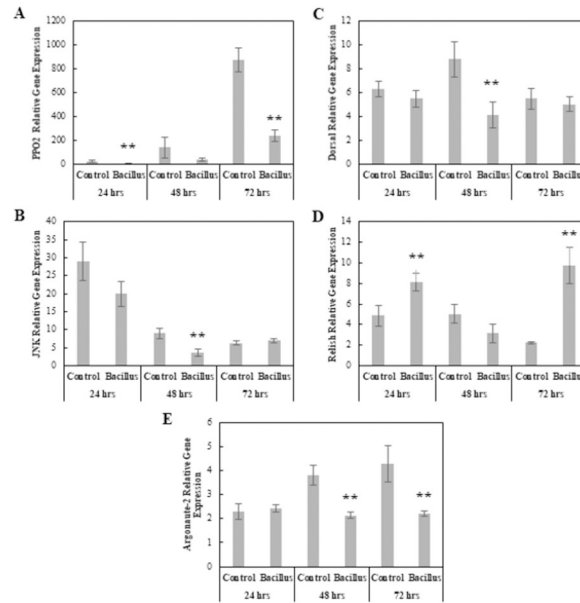 A
PPO2 Relative Gene Expression
1200
1000
800
600
400
200
0
**
**
Control Bacillus Control Bacillus Control Bacillus
24 hrs 48 hrs 72 hrs
B
JNK Relative Gene Expression
40
35
30
25
20
15
10
5
0
**
Control Bacillus Control Bacillus Control Bacillus
24 hrs 48 hrs 72 hrs
C
Dorsal Relative Gene Expression
12
10
8
6
4
2
0
**
Control Bacillus Control Bacillus Control Bacillus
24 hrs 48 hrs 72 hrs
D
Relish Relative Gene Expression
14
12
10
8
6
4
2
0
**
**
Control Bacillus Control Bacillus Control Bacillus
24 hrs 48 hrs 72 hrs
E
Argonaute-2 Relative Gene
Expression
6
5
4
3
2
1
0
**
**
Control Bacillus Control Bacillus Control Bacillus
24 hrs 48 hrs 72 hrs